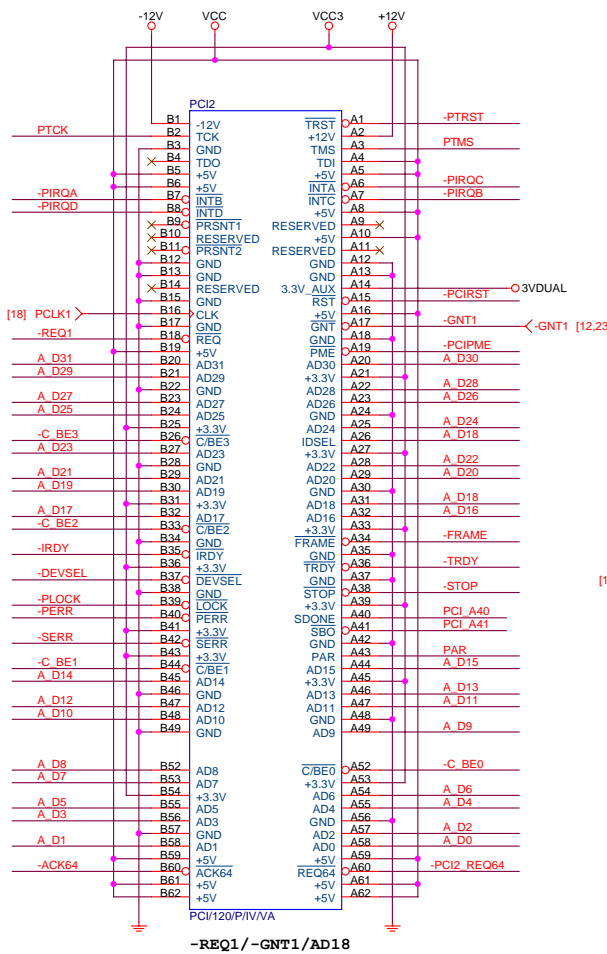 -12V VCC VCC3 +12V
PCI2
B1 -12V TRST A1 -PTRST
PTCK B2 TCK +12V A2
B3 GND TMS A3 PTMS
B4 TDO TDI A4
B5 +5V +5V A5
B6 +5V INTA A6 -PIRQC
-PIRQA B7 INTB INTC A7 -PIRQB
-PIRQD B8 INTD +5V A8
B9 PRSNT1 RESERVED A9
B10 RESERVED +5V A10
B11 PRSNT2 RESERVED A11
B12 GND GND A12
B13 GND GND A13
B14 RESERVED 3.3V_AUX A14 3VDUAL
B15 GND RST A15 -PCIRST
[18] PCLK1 B16 CLK +5V A16
B17 GND GNT A17 -GNT1 -GNT1 [12,23
-REQ1 B18 REQ GND A18
B19 +5V PME A19 -PCIPME
A_D31 B20 AD31 AD30 A20 A_D30
A_D29 B21 AD29 +3.3V A21
B22 GND AD28 A22 A_D28
A_D27 B23 AD27 AD26 A23 A_D26
A_D25 B24 AD25 GND A24
B25 +3.3V AD24 A25 A_D24
-C_BE3 B26 C/BE3 IDSEL A26 A_D18
A_D23 B27 AD23 +3.3V A27
B28 GND AD22 A28 A_D22
A_D21 B29 AD21 AD20 A29 A_D20
A_D19 B30 AD19 GND A30
B31 +3.3V AD18 A31 A_D18
A_D17 B32 AD17 AD16 A32 A_D16
-C_BE2 B33 C/BE2 +3.3V A33
B34 GND FRAME A34 -FRAME
-IRDY B35 IRDY GND A35
B36 +3.3V TRDY A36 -TRDY
-DEVSEL B37 DEVSEL GND A37
B38 GND STOP A38 -STOP [1
-PLOCK B39 LOCK +3.3V A39
-PERR B40 PERR SDONE A40 PCI_A40
B41 +3.3V SBO A41 PCI_A41
-SERR B42 SERR GND A42
B43 +3.3V PAR A43 PAR
-C_BE1 B44 C/BE1 AD15 A44 A_D15
A_D14 B45 AD14 +3.3V A45
B46 GND AD13 A46 A_D13
A_D12 B47 AD12 AD11 A47 A_D11
A_D10 B48 AD10 GND A48
B49 GND AD9 A49 A_D9
A_D8 B52 AD8 C/BE0 A52 -C_BE0
A_D7 B53 AD7 +3.3V A53
B54 +3.3V AD6 A54 A_D6
A_D5 B55 AD5 AD4 A55 A_D4
A_D3 B56 AD3 GND A56
B57 GND AD2 A57 A_D2
A_D1 B58 AD1 AD0 A58 A_D0
B59 +5V +5V A59
-ACK64 B60 ACK64 REQ64 A60 -PCI2_REQ64
B61 +5V +5V A61
B62 +5V +5V A62
PCI/120/P/IV/VA
-REQ1/-GNT1/AD18